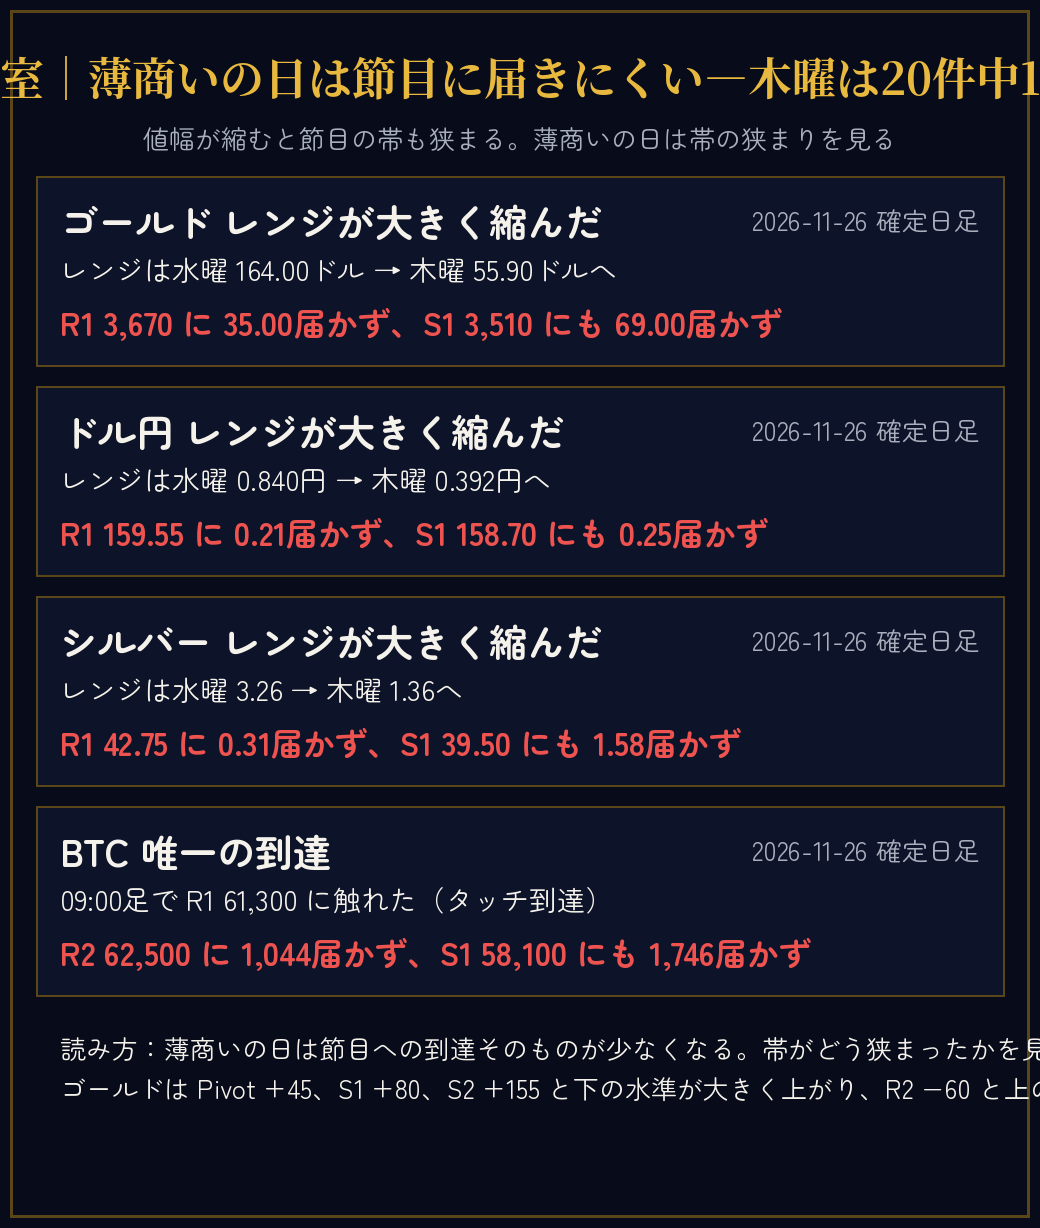 室｜薄商いの日は節目に届きにくい—木曜は20件中1
値幅が縮むと節目の帯も狭まる。薄商いの日は帯の狭まりを見る
ゴールド レンジが大きく縮んだ
2026-11-26 確定日足
レンジは水曜 164.00ドル → 木曜 55.90ドルへ
R1 3,670 に 35.00届かず、S1 3,510 にも 69.00届かず
ドル円 レンジが大きく縮んだ
2026-11-26 確定日足
レンジは水曜 0.840円 → 木曜 0.392円へ
R1 159.55 に 0.21届かず、S1 158.70 にも 0.25届かず
シルバー レンジが大きく縮んだ
2026-11-26 確定日足
レンジは水曜 3.26 → 木曜 1.36へ
R1 42.75 に 0.31届かず、S1 39.50 にも 1.58届かず
BTC 唯一の到達
2026-11-26 確定日足
09:00足で R1 61,300 に触れた（タッチ到達）
R2 62,500 に 1,044届かず、S1 58,100 にも 1,746届かず
読み方：薄商いの日は節目への到達そのものが少なくなる。帯がどう狭まったかを見
ゴールドは Pivot +45、S1 +80、S2 +155 と下の水準が大きく上がり、R2 −60 と上の